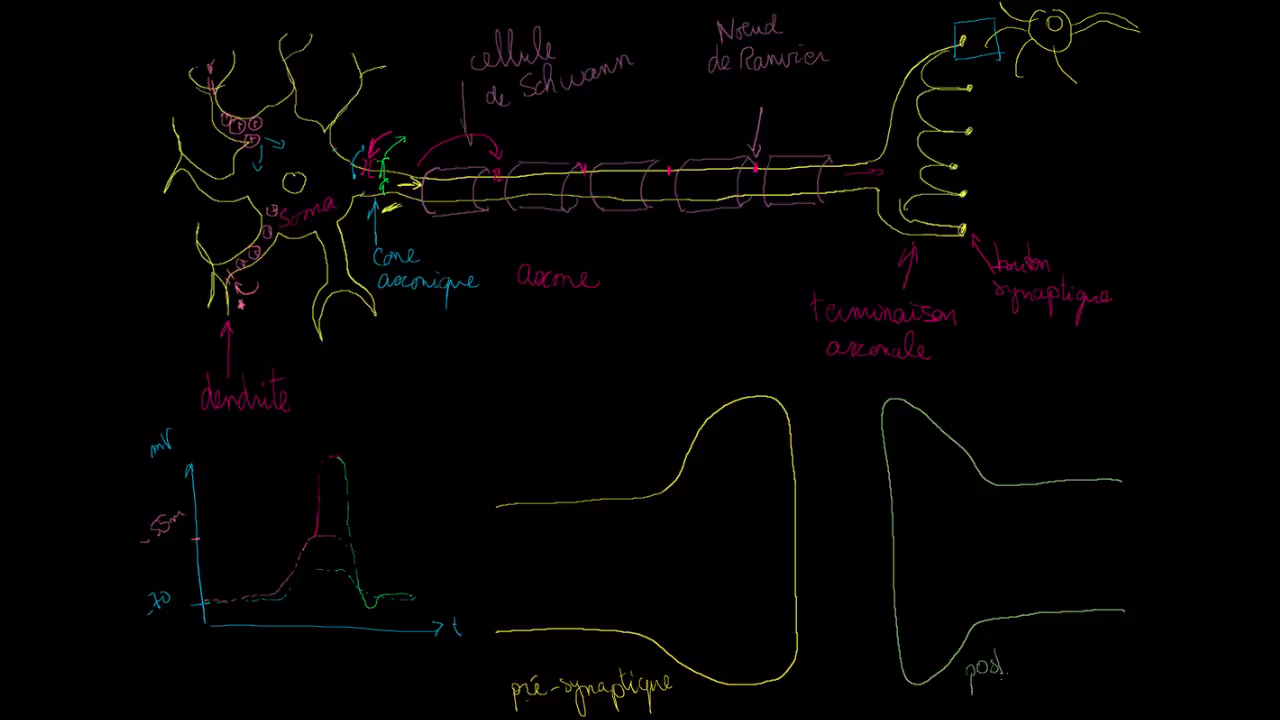 cellule
de Schwann
Noeud
de Ranvier
Soma
cone
axonique
axone
bouton
synaptique
terminaison
axonale
dendrite
mV
-55m
-70
t
pré-synaptique
post